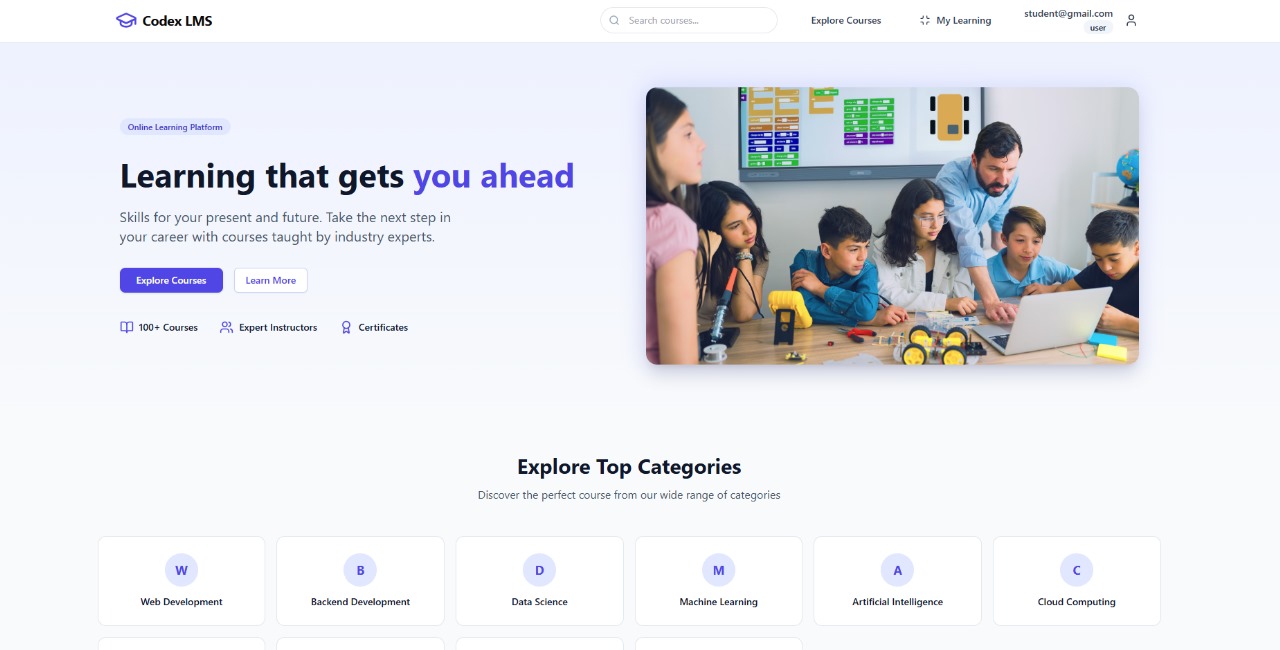 Codex LMS
Search courses...
Explore Courses
My Learning
student@gmail.com
user
Online Learning Platform
Learning that gets you ahead
Skills for your present and future. Take the next step in
your career with courses taught by industry experts.
Explore Courses
Learn More
100+ Courses
Expert Instructors
Certificates
Explore Top Categories
Discover the perfect course from our wide range of categories
W
B
D
M
A
C
Web Development
Backend Development
Data Science
Machine Learning
Artificial Intelligence
Cloud Computing